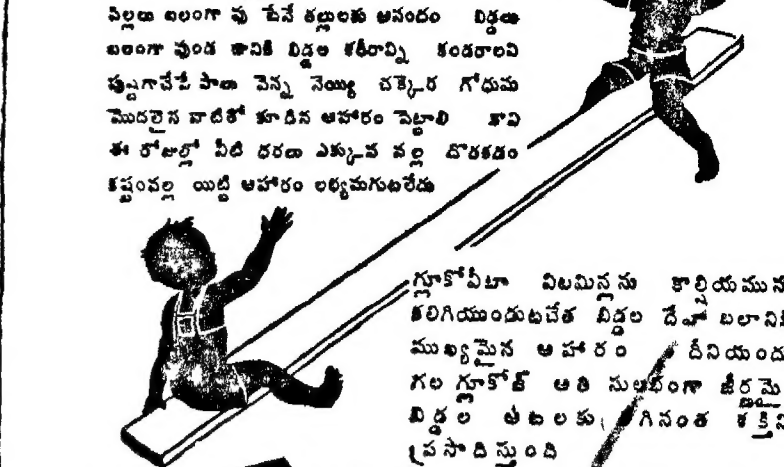 పిల్లలు బలంగా వు టేనే తల్లులకు ఆనందం బిడ్డలు
బలంగా వుండ టానికి బిడ్డల శరీరాన్ని కండరాలని
పుష్టిగాచేసే పాలు వెన్న నెయ్యి చక్కెర గోధుమ
మొదలైన వాటితో కూడిన ఆహారం పెట్టాలి కాని
ఈ రోజుల్లో వీటి ధరలు ఎక్కువ వల్ల దొరకడం
కష్టంవల్ల యిట్టి ఆహారం లభ్యమగుటలేదు
గ్లూకోవిటా విటమిన్లను కాల్షియమును
కలిగియుండుటచేత బిడ్డల దేహ బలానికి
ముఖ్యమైన ఆహారం దీనియందు
గల గ్లూకోజ్ అతి సులభంగా జీర్ణమై
బిడ్డల ఆటలకు గినంత శక్తిని
ప్రసాదిస్తుంది